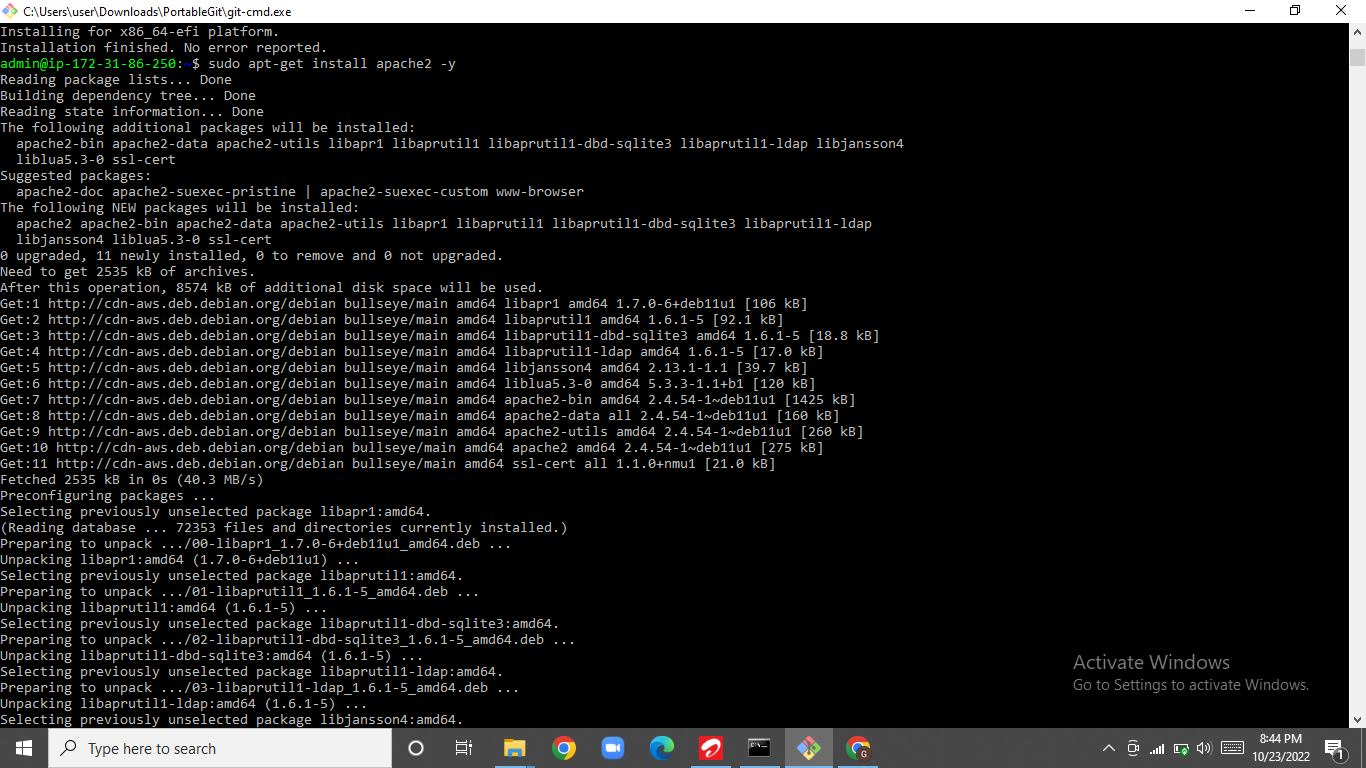 C:\Users\user\Downloads\PortableGit\git-cmd.exe
Installing for x86_64-efi platform.
Installation finished. No error reported.
admin@ip-172-31-86-250:~$ sudo apt-get install apache2 -y
Reading package lists... Done
Building dependency tree... Done
Reading state information... Done
The following additional packages will be installed:
  apache2-bin apache2-data apache2-utils libapr1 libaprutil1 libaprutil1-dbd-sqlite3 libaprutil1-ldap libjansson4
  liblua5.3-0 ssl-cert
Suggested packages:
  apache2-doc apache2-suexec-pristine | apache2-suexec-custom www-browser
The following NEW packages will be installed:
  apache2 apache2-bin apache2-data apache2-utils libapr1 libaprutil1 libaprutil1-dbd-sqlite3 libaprutil1-ldap
  libjansson4 liblua5.3-0 ssl-cert
0 upgraded, 11 newly installed, 0 to remove and 0 not upgraded.
Need to get 2535 kB of archives.
After this operation, 8574 kB of additional disk space will be used.
Get:1 http://cdn-aws.deb.debian.org/debian bullseye/main amd64 libapr1 amd64 1.7.0-6+deb11u1 [106 kB]
Get:2 http://cdn-aws.deb.debian.org/debian bullseye/main amd64 libaprutil1 amd64 1.6.1-5 [92.1 kB]
Get:3 http://cdn-aws.deb.debian.org/debian bullseye/main amd64 libaprutil1-dbd-sqlite3 amd64 1.6.1-5 [18.8 kB]
Get:4 http://cdn-aws.deb.debian.org/debian bullseye/main amd64 libaprutil1-ldap amd64 1.6.1-5 [17.0 kB]
Get:5 http://cdn-aws.deb.debian.org/debian bullseye/main amd64 libjansson4 amd64 2.13.1-1.1 [39.7 kB]
Get:6 http://cdn-aws.deb.debian.org/debian bullseye/main amd64 liblua5.3-0 amd64 5.3.3-1.1+b1 [120 kB]
Get:7 http://cdn-aws.deb.debian.org/debian bullseye/main amd64 apache2-bin amd64 2.4.54-1~deb11u1 [1425 kB]
Get:8 http://cdn-aws.deb.debian.org/debian bullseye/main amd64 apache2-data all 2.4.54-1~deb11u1 [160 kB]
Get:9 http://cdn-aws.deb.debian.org/debian bullseye/main amd64 apache2-utils amd64 2.4.54-1~deb11u1 [260 kB]
Get:10 http://cdn-aws.deb.debian.org/debian bullseye/main amd64 apache2 amd64 2.4.54-1~deb11u1 [275 kB]
Get:11 http://cdn-aws.deb.debian.org/debian bullseye/main amd64 ssl-cert all 1.1.0+nmu1 [21.0 kB]
Fetched 2535 kB in 0s (40.3 MB/s)
Preconfiguring packages ...
Selecting previously unselected package libapr1:amd64.
(Reading database ... 72353 files and directories currently installed.)
Preparing to unpack .../00-libapr1_1.7.0-6+deb11u1_amd64.deb ...
Unpacking libapr1:amd64 (1.7.0-6+deb11u1) ...
Selecting previously unselected package libaprutil1:amd64.
Preparing to unpack .../01-libaprutil1_1.6.1-5_amd64.deb ...
Unpacking libaprutil1:amd64 (1.6.1-5) ...
Selecting previously unselected package libaprutil1-dbd-sqlite3:amd64.
Preparing to unpack .../02-libaprutil1-dbd-sqlite3_1.6.1-5_amd64.deb ...
Unpacking libaprutil1-dbd-sqlite3:amd64 (1.6.1-5) ...
Selecting previously unselected package libaprutil1-ldap:amd64.
Preparing to unpack .../03-libaprutil1-ldap_1.6.1-5_amd64.deb ...
Unpacking libaprutil1-ldap:amd64 (1.6.1-5) ...
Selecting previously unselected package libjansson4:amd64.
Activate Windows
Go to Settings to activate Windows.
Type here to search
G
8:44 PM
10/23/2022
1